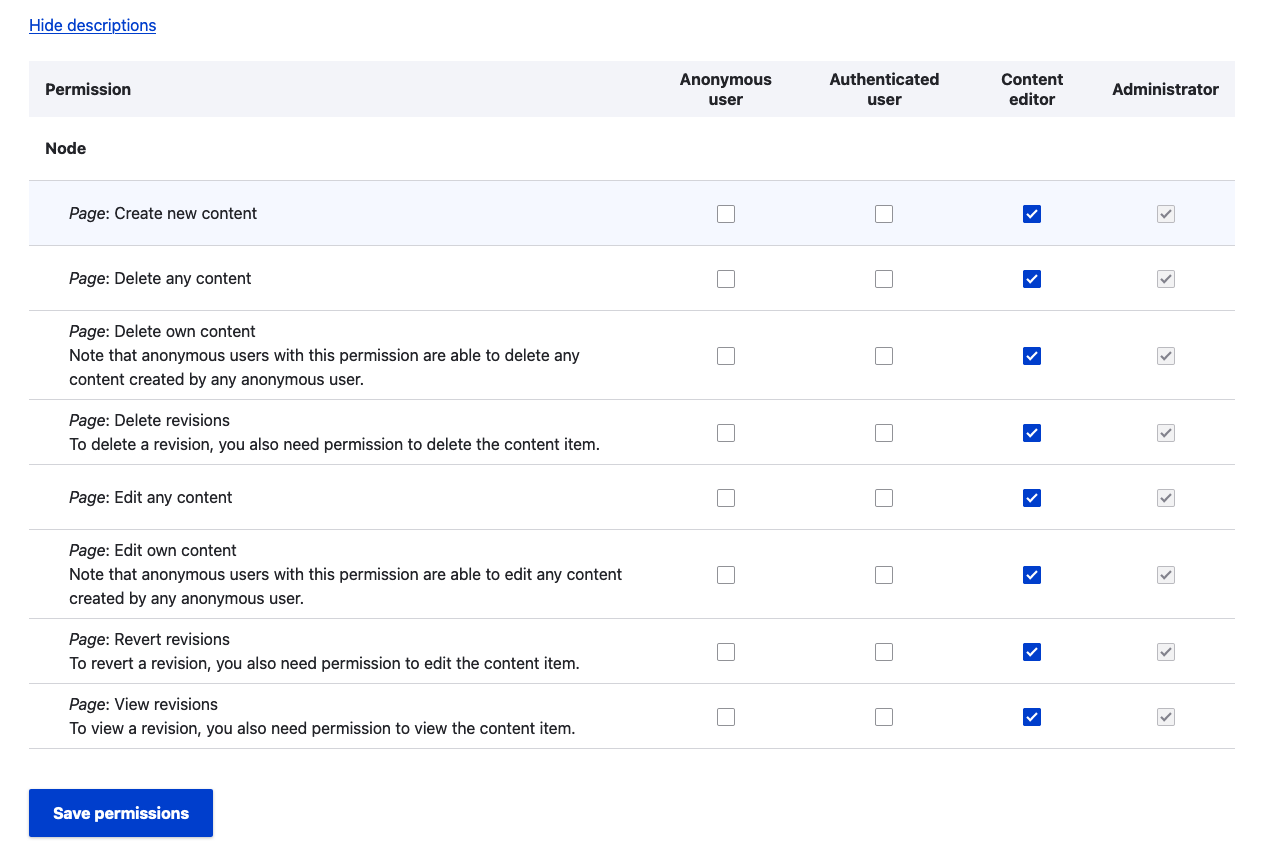 Hide descriptions
Permission
Anonymous
user
Authenticated
user
Content
editor
Administrator
Node
Page: Create new content
Page: Delete any content
Page: Delete own content
Note that anonymous users with this permission are able to delete any
content created by any anonymous user.
Page: Delete revisions
To delete a revision, you also need permission to delete the content item.
Page: Edit any content
Page: Edit own content
Note that anonymous users with this permission are able to edit any content
created by any anonymous user.
Page: Revert revisions
To revert a revision, you also need permission to edit the content item.
Page: View revisions
To view a revision, you also need permission to view the content item.
Save permissions